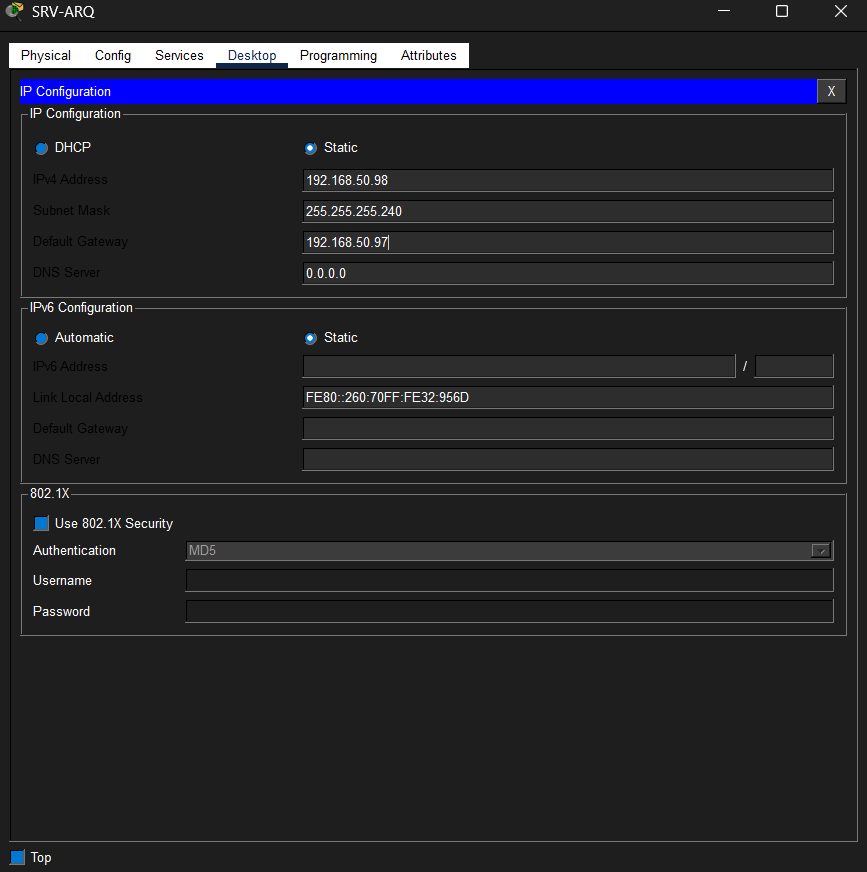 SRV-ARQ
Physical Config Services Desktop Programming Attributes
IP Configuration X
IP Configuration
DHCP Static
IPv4 Address 192.168.50.98
Subnet Mask 255.255.255.240
Default Gateway 192.168.50.97
DNS Server 0.0.0.0
IPv6 Configuration
Automatic Static
IPv6 Address /
Link Local Address FE80::260:70FF:FE32:956D
Default Gateway
DNS Server
802.1X
Use 802.1X Security
Authentication MD5
Username
Password
Top